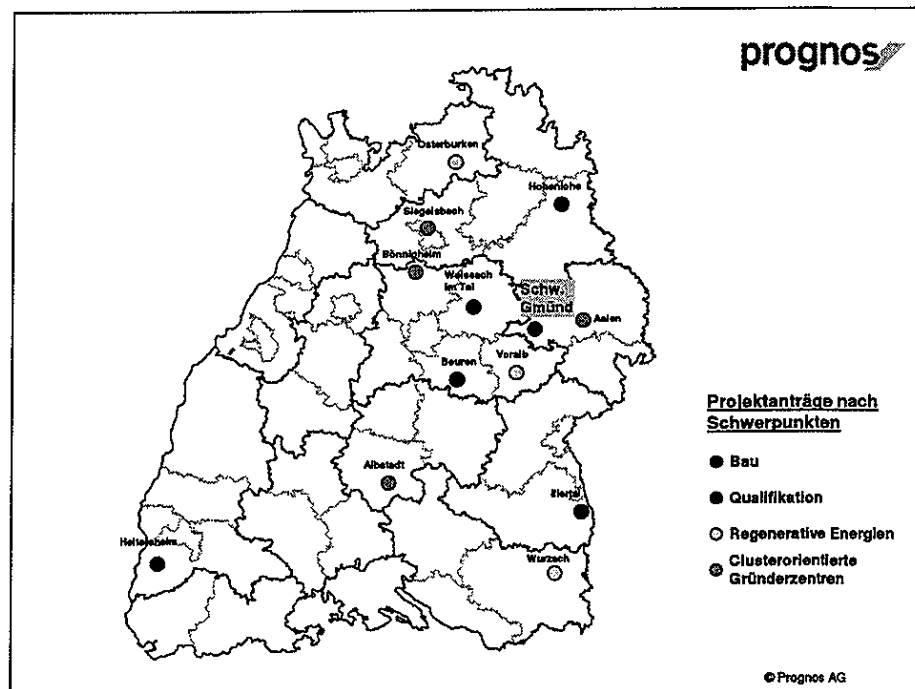 prognos
Osterburken
Hohenlohe
Siegelsbach
Bönnigheim
Weissach
im Tal
Schw.
Gmünd
Aalen
Beuren
Voralb
Albstadt
Illertal
Heitersheim
Wurzach
Projektanträge nach
Schwerpunkten
Bau
Qualifikation
Regenerative Energien
Clusterorientierte
Gründerzentren
© Prognos AG